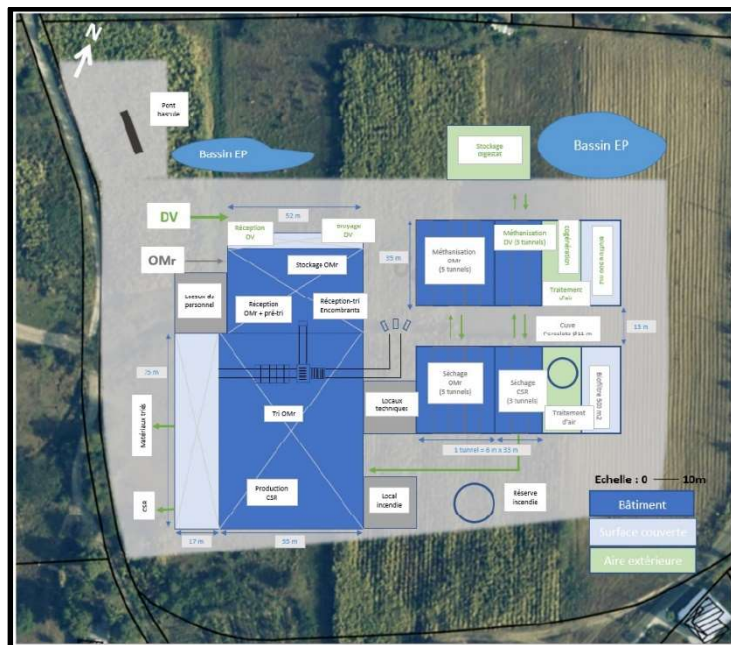 N
Pont
bascule
Bassin EP
Stockage
Bassin EP
DV
52 m
Réception
DV
Broyage
DV
OMr
Stockage OMr
35 m
Méthanisation
OMr
(5 tunnels)
Méthanisation
DV (3 tunnels)
Traitement
d'air
Locaux du
personnel
Réception
OMr + pré-tri
Réception-tri
Encombrants
Cuve
13 m
75 m
Séchage
OMr
(5 tunnels)
Séchage
CSR
(3 tunnels)
Traitement
d'air
Biofiltre 500 m2
Matériaux triés
Tri OMr
Locaux
techniques
1 tunnel = 6 m x 33 m
CSR
Production
CSR
Local
incendie
Réserve
incendie
Echelle : 0 10m
Bâtiment
Surface couverte
Aire extérieure
17 m
55 m